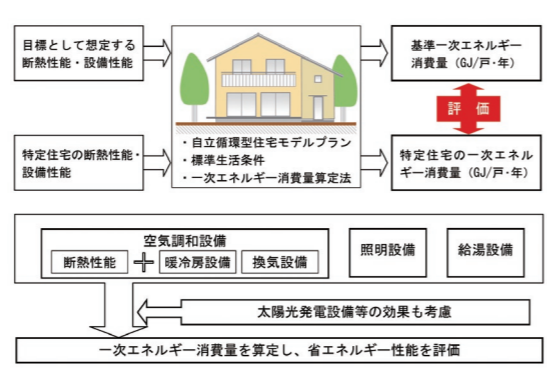 目標として想定する
断熱性能・設備性能
基準一次エネルギー
消費量（GJ/戸・年）
評価
・自立循環型住宅モデルプラン
・標準生活条件
・一次エネルギー消費量算定法
特定住宅の断熱性能・
設備性能
特定住宅の一次エネル
ギー消費量（GJ/戸・年）
空気調和設備
断熱性能
暖冷房設備
換気設備
照明設備
給湯設備
太陽光発電設備等の効果も考慮
一次エネルギー消費量を算定し、省エネルギー性能を評価